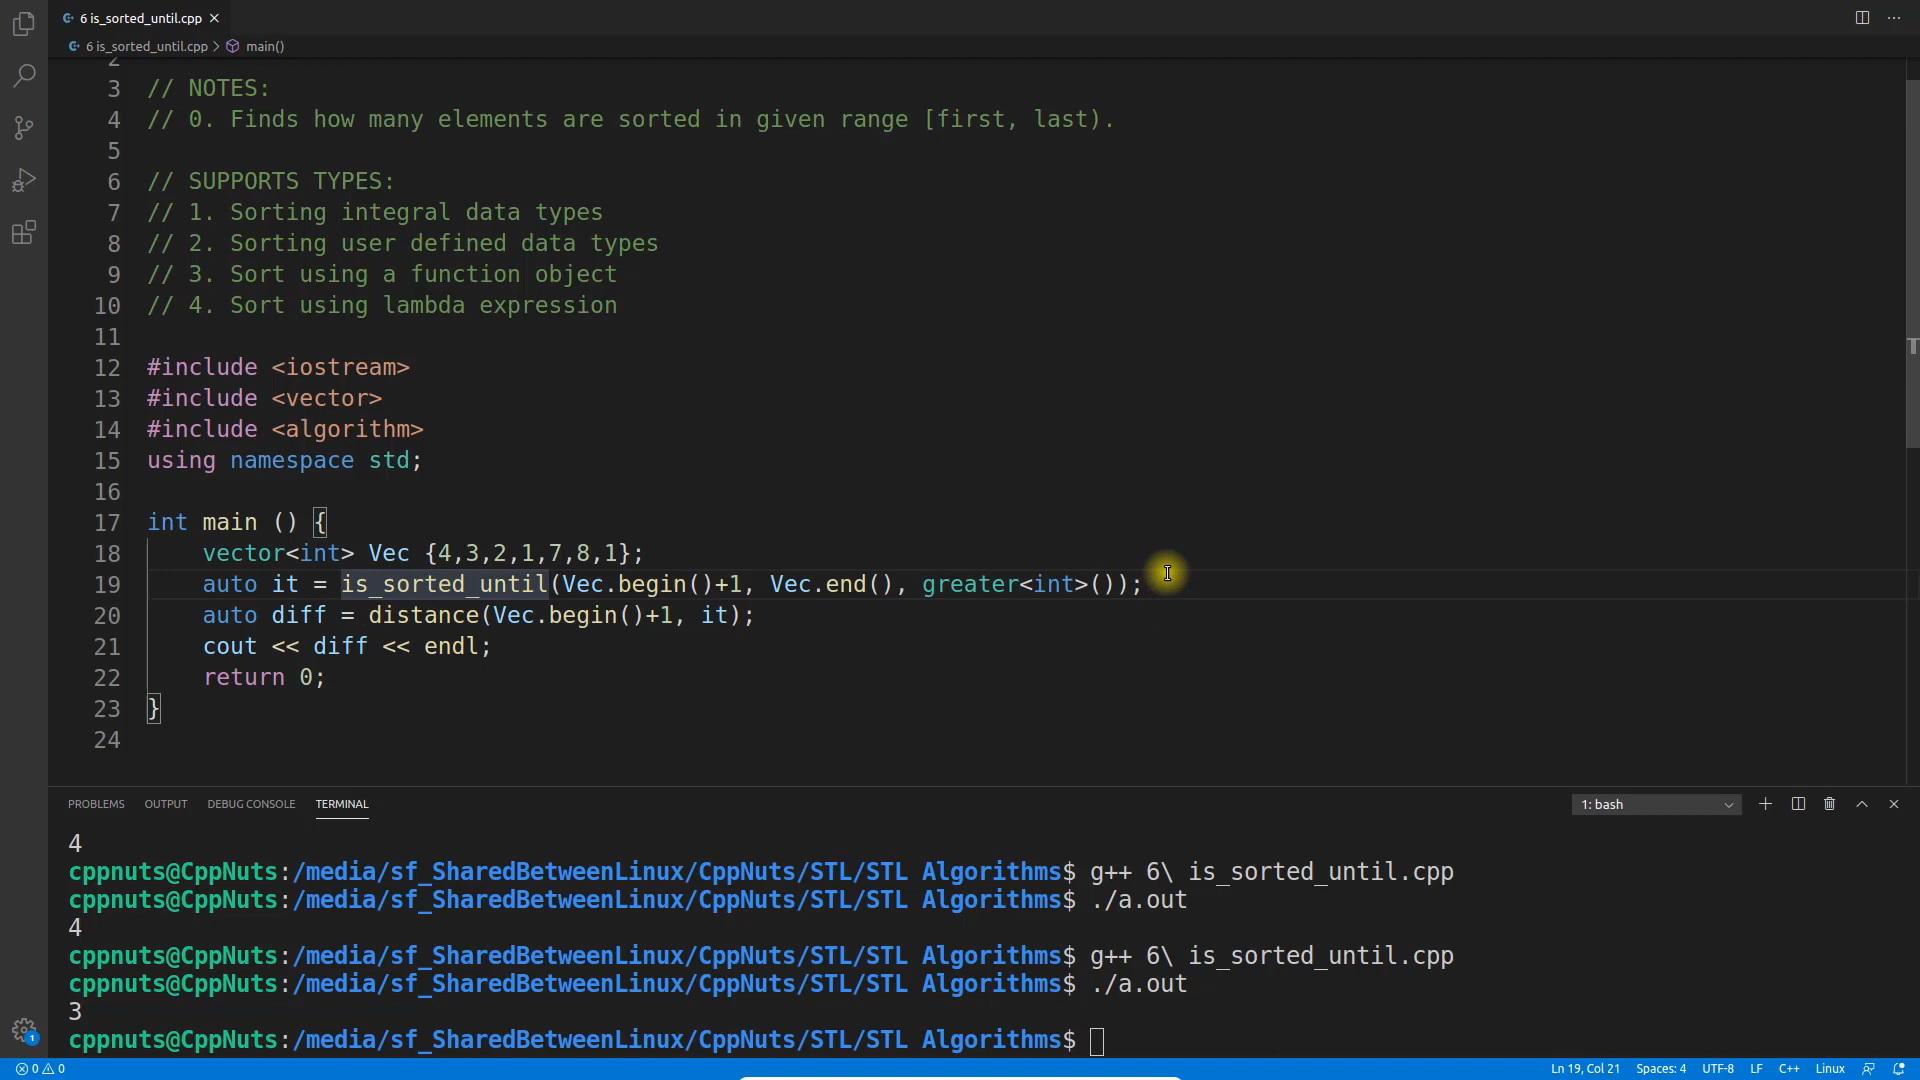 6 is_sorted_until.cpp
6 is_sorted_until.cpp > main()
2
3 // NOTES:
4 // 0. Finds how many elements are sorted in given range [first, last).
5
6 // SUPPORTS TYPES:
7 // 1. Sorting integral data types
8 // 2. Sorting user defined data types
9 // 3. Sort using a function object
10 // 4. Sort using lambda expression
11
12 #include <iostream>
13 #include <vector>
14 #include <algorithm>
15 using namespace std;
16
17 int main () {
18     vector<int> Vec {4,3,2,1,7,8,1};
19     auto it = is_sorted_until(Vec.begin()+1, Vec.end(), greater<int>());
20     auto diff = distance(Vec.begin()+1, it);
21     cout << diff << endl;
22     return 0;
23 }
24
PROBLEMS OUTPUT DEBUG CONSOLE TERMINAL 1: bash
4
cppnuts@CppNuts:/media/sf_SharedBetweenLinux/CppNuts/STL/STL Algorithms$ g++ 6\ is_sorted_until.cpp
cppnuts@CppNuts:/media/sf_SharedBetweenLinux/CppNuts/STL/STL Algorithms$ ./a.out
4
cppnuts@CppNuts:/media/sf_SharedBetweenLinux/CppNuts/STL/STL Algorithms$ g++ 6\ is_sorted_until.cpp
cppnuts@CppNuts:/media/sf_SharedBetweenLinux/CppNuts/STL/STL Algorithms$ ./a.out
3
cppnuts@CppNuts:/media/sf_SharedBetweenLinux/CppNuts/STL/STL Algorithms$
1
0 0 Ln 19, Col 21 Spaces: 4 UTF-8 LF C++ Linux